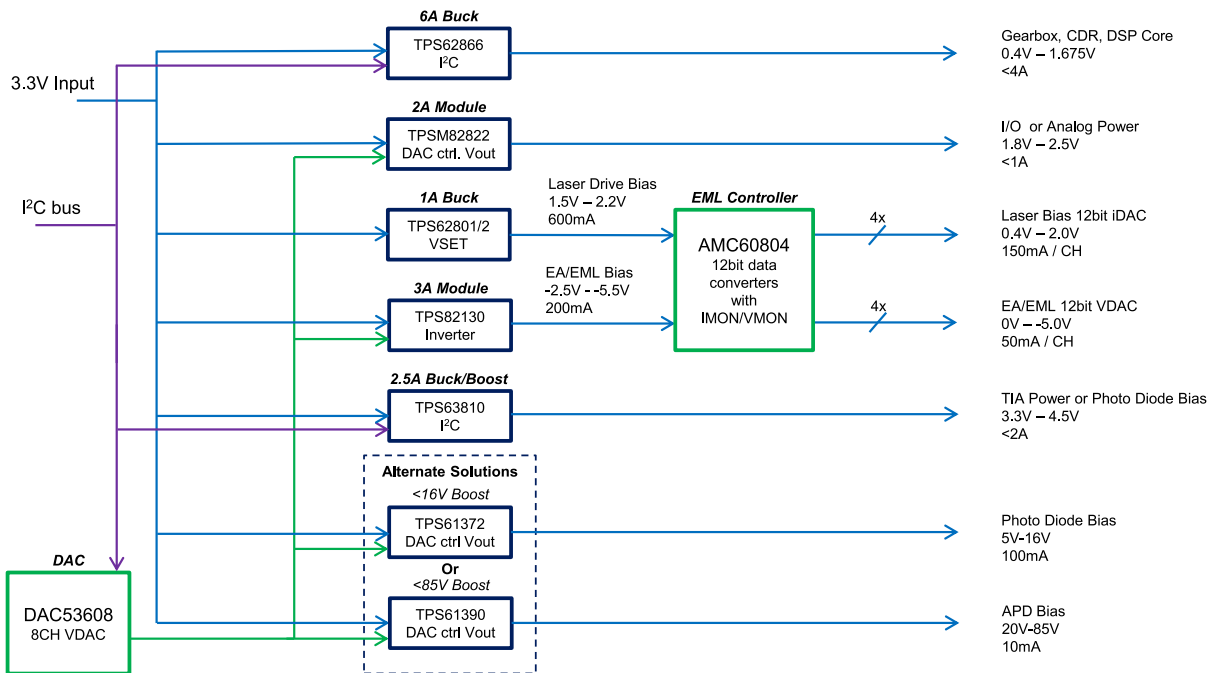 6A Buck
TPS62866
I²C
Gearbox, CDR, DSP Core
0.4V – 1.675V
<4A
3.3V Input
2A Module
TPSM82822
DAC ctrl. Vout
I/O or Analog Power
1.8V – 2.5V
<1A
I²C bus
1A Buck
TPS62801/2
VSET
Laser Drive Bias
1.5V – 2.2V
600mA
EML Controller
AMC60804
12bit data
converters
with
IMON/VMON
4x
Laser Bias 12bit iDAC
0.4V – 2.0V
150mA / CH
3A Module
TPS82130
Inverter
EA/EML Bias
-2.5V - -5.5V
200mA
4x
EA/EML 12bit VDAC
0V – -5.0V
50mA / CH
2.5A Buck/Boost
TPS63810
I²C
TIA Power or Photo Diode Bias
3.3V – 4.5V
<2A
Alternate Solutions
<16V Boost
TPS61372
DAC ctrl Vout
Photo Diode Bias
5V-16V
100mA
Or
<85V Boost
TPS61390
DAC ctrl Vout
APD Bias
20V-85V
10mA
DAC
DAC53608
8CH VDAC